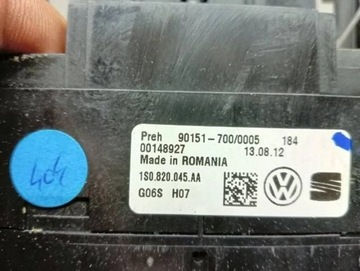 Preh 90151-700/0005 184
00148927 13.08.12
Made in ROMANIA
1S0.820.045.AA
G06S H07
404